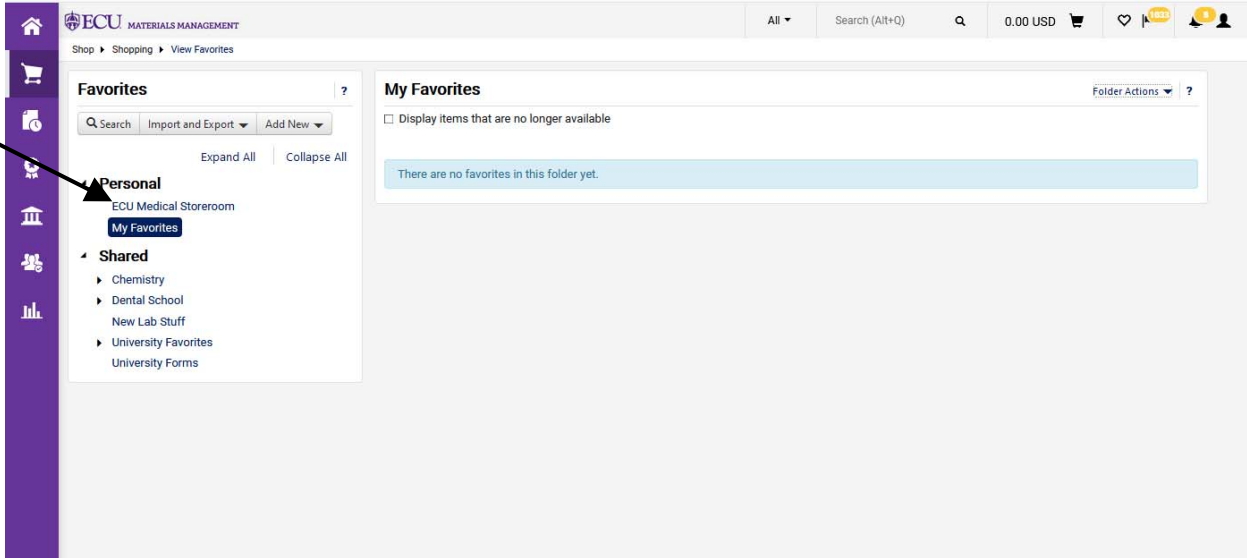 ECU MATERIALS MANAGEMENT
All
Search (Alt+Q)
0.00 USD
1023
8
Shop Shopping View Favorites
Favorites
?
Search Import and Export Add New
Expand All Collapse All
Personal
ECU Medical Storeroom
My Favorites
Shared
Chemistry
Dental School
New Lab Stuff
University Favorites
University Forms
My Favorites
Folder Actions ?
Display items that are no longer available
There are no favorites in this folder yet.